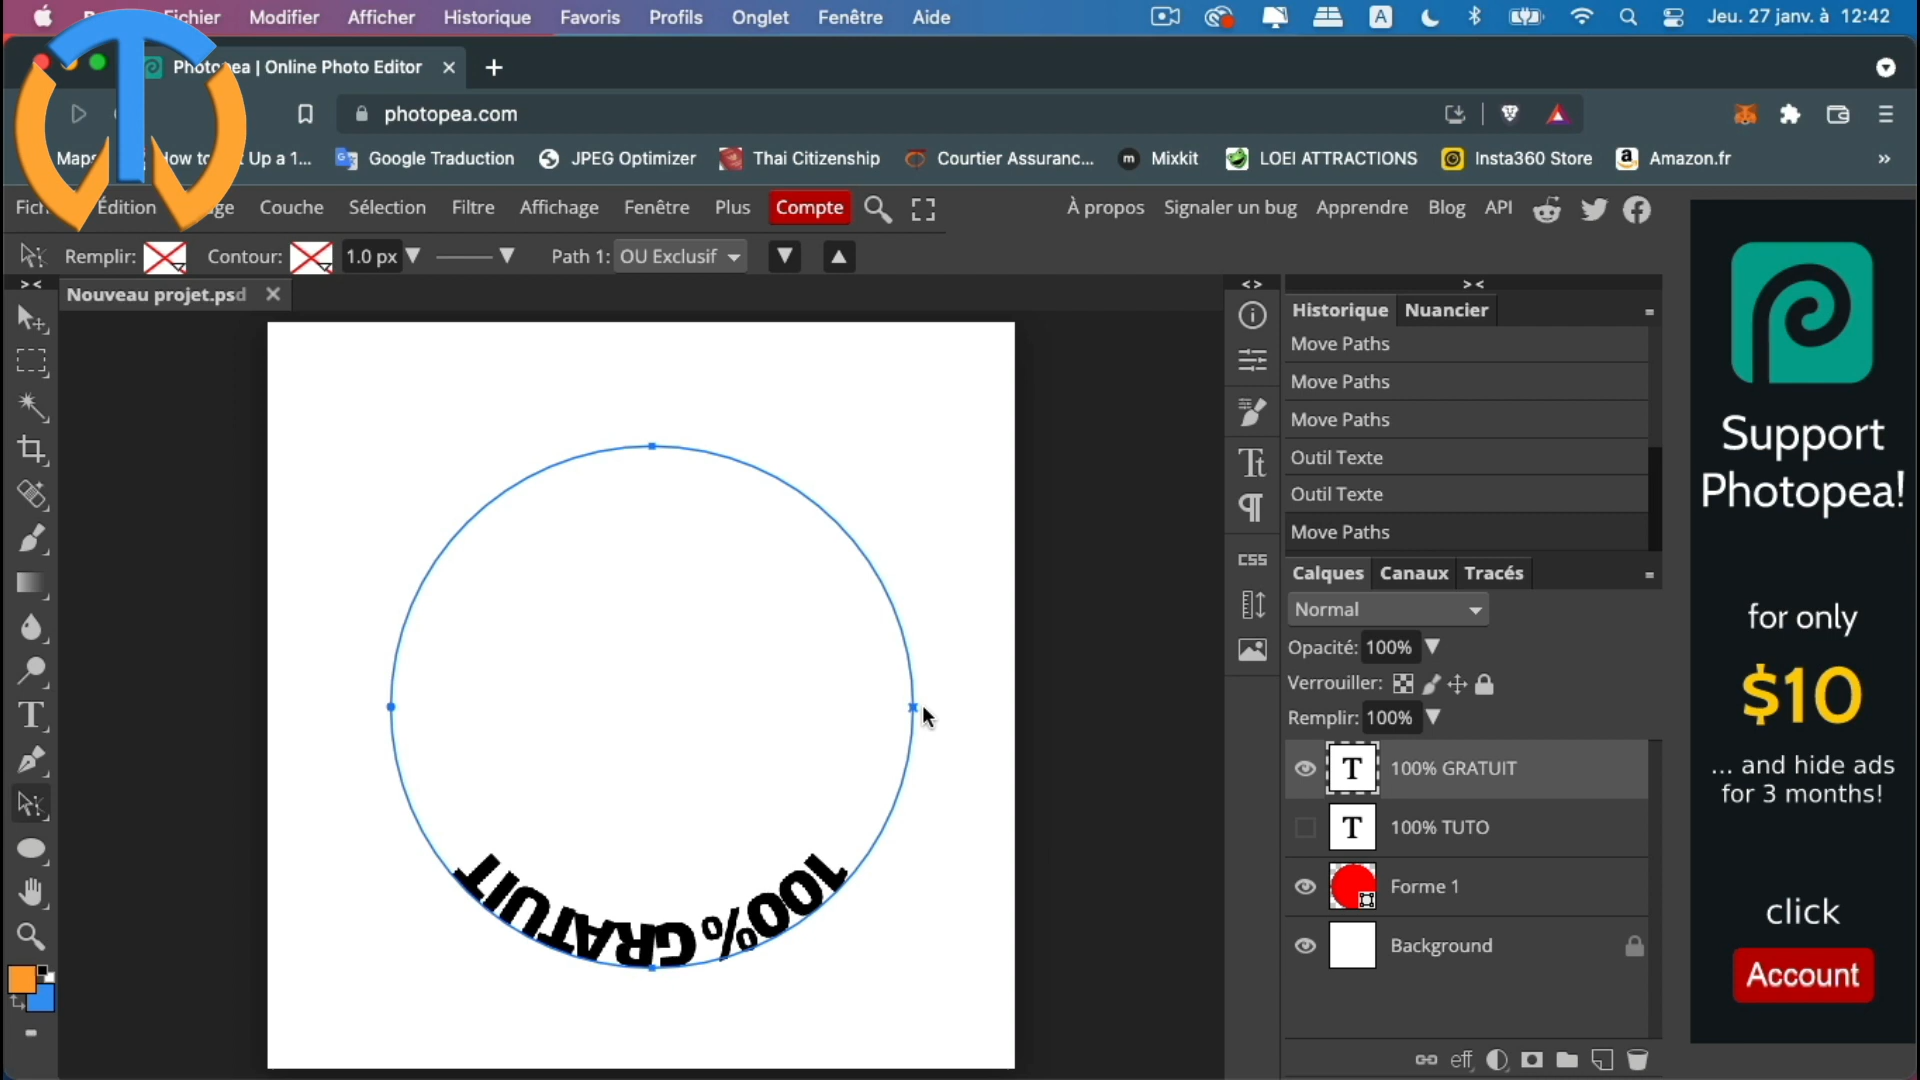 Fichier Modifier Afficher Historique Favoris Profils Onglet Fenêtre Aide Jeu. 27 janv. à 12:42
Photopea | Online Photo Editor
photopea.com
Maps How to Set Up a 1... Google Traduction JPEG Optimizer Thai Citizenship Courtier Assuranc... Mixkit LOEI ATTRACTIONS Insta360 Store Amazon.fr
Édition Couche Sélection Filtre Affichage Fenêtre Plus Compte À propos Signaler un bug Apprendre Blog API
Remplir: Contour: 1.0 px Path 1: OU Exclusif
Nouveau projet.psd
Historique Nuancier
Move Paths
Move Paths
Move Paths
Outil Texte
Outil Texte
Move Paths
CSS
Calques Canaux Tracés
Normal
Opacité: 100%
Verrouiller:
Remplir: 100%
100% GRATUIT
100% TUTO
Forme 1
Background
eff
100% GRATUIT
Support
Photopea!
for only
$10
... and hide ads
for 3 months!
click
Account